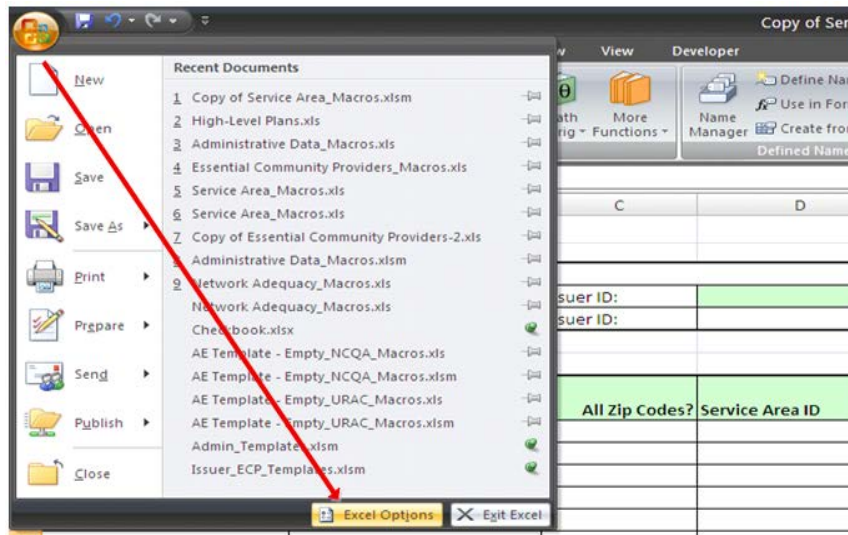 Copy of Ser
View Developer
New
Open
Save
Save As
Print
Prepare
Send
Publish
Close
Recent Documents
1 Copy of Service Area_Macros.xlsm
2 High-Level Plans.xls
3 Administrative Data_Macros.xls
4 Essential Community Providers_Macros.xls
5 Service Area_Macros.xls
6 Service Area_Macros.xls
7 Copy of Essential Community Providers-2.xls
8 Administrative Data_Macros.xlsm
9 Network Adequacy_Macros.xls
Network Adequacy_Macros.xls
Checkbook.xlsx
AE Template - Empty_NCQA_Macros.xls
AE Template - Empty_NCQA_Macros.xlsm
AE Template - Empty_URAC_Macros.xls
AE Template - Empty_URAC_Macros.xlsm
Admin_Templates.xlsm
Issuer_ECP_Templates.xlsm
Excel Options Exit Excel
More Functions
Name Manager
Define Na
fx Use in For
Create fro
Defined Name
C D
suer ID:
suer ID:
All Zip Codes? Service Area ID